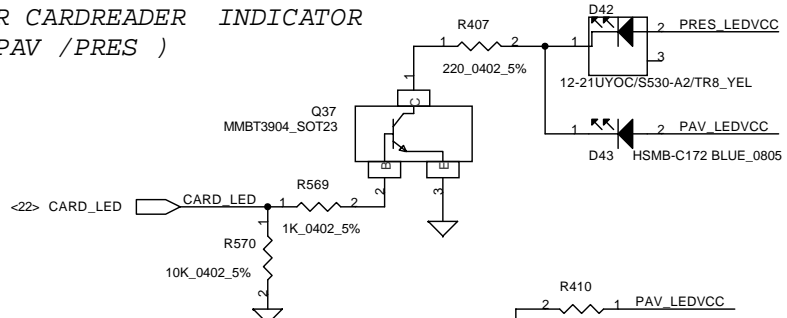 R CARDREADER INDICATOR
PAV /PRES )
R407
1 2
220_0402_5%
1
D42
1 2 PRES_LEDVCC
3
12-21UYOC/S530-A2/TR8_YEL
Q37
MMBT3904_SOT23
C
B E
2 3
1 2 PAV_LEDVCC
D43 HSMB-C172 BLUE_0805
<22> CARD_LED CARD_LED
R569
1 2
1K_0402_5%
1
R570
10K_0402_5%
2
R410
2 1 PAV_LEDVCC